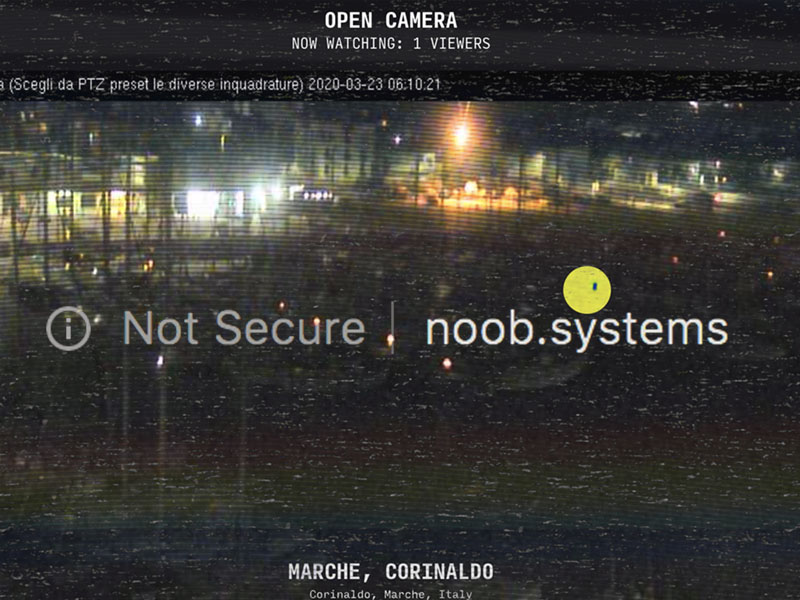 OPEN CAMERA
NOW WATCHING: 1 VIEWERS
a (Scegli da PTZ preset le diverse inquadrature) 2020-03-23 06:10:21
Not Secure | noob.systems
MARCHE, CORINALDO
Corinaldo, Marche, Italy